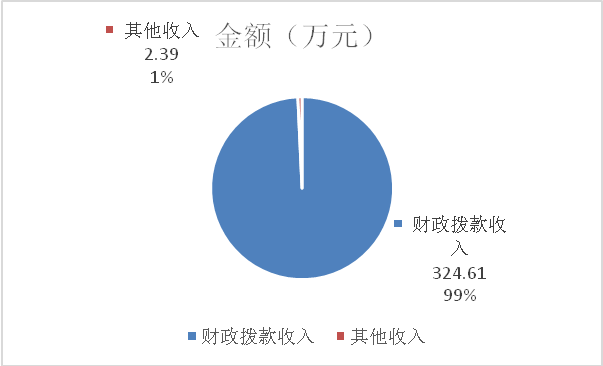 金额（万元）
其他收入
2.39
1%
财政拨款收
入
324.61
99%
财政拨款收入 其他收入